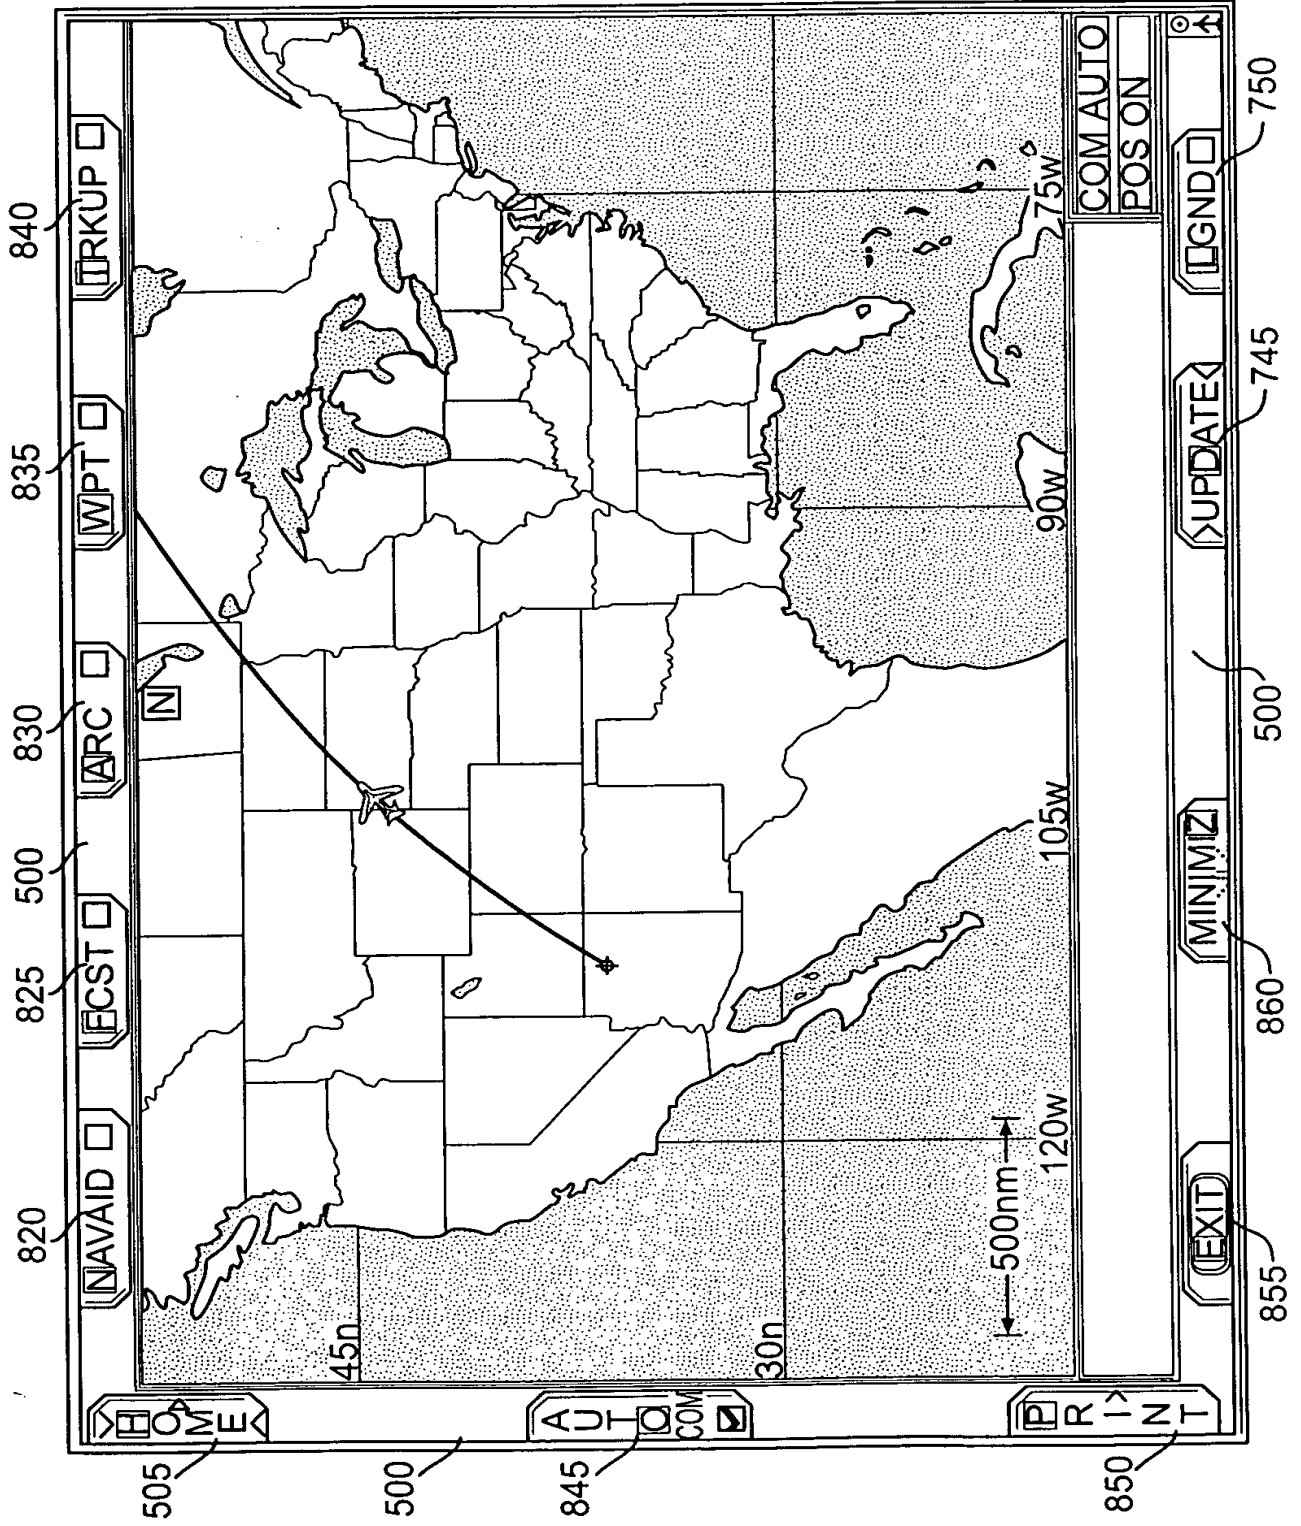 820
825
500
830
835
840
NAVAID
FCST
ARC
WPT
TRKUP
505
HOME
N
45n
500
845
AUTO
COM
30n
500nm
120w
105w
90w
75w
850
PRINT
COM AUTO
POS ON
EXIT
MINIMIZ
UPDATE
LGND
855
860
500
745
750